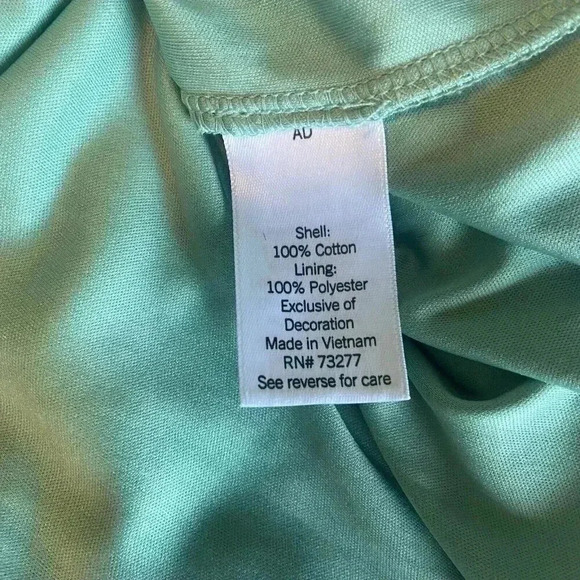 AD
Shell:
100% Cotton
Lining:
100% Polyester
Exclusive of
Decoration
Made in Vietnam
RN# 73277
See reverse for care